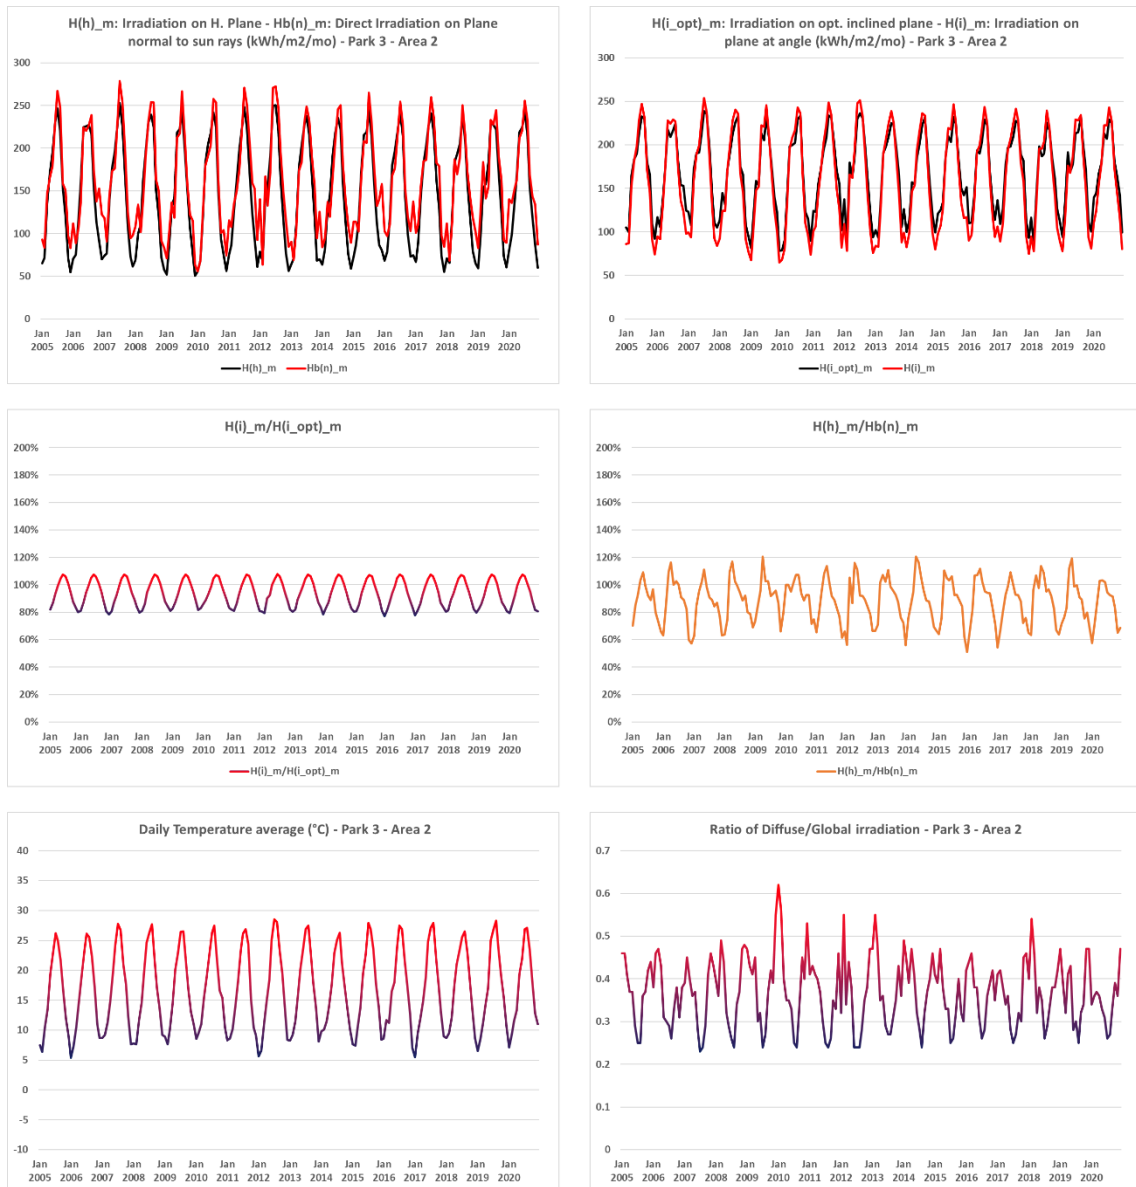 H(h)_m: Irradiation on H. Plane - Hb(n)_m: Direct Irradiation on Plane
normal to sun rays (kWh/m2/mo) - Park 3 - Area 2
300
250
200
150
100
50
0
Jan Jan Jan Jan Jan Jan Jan Jan Jan Jan Jan Jan Jan Jan Jan Jan
2005 2006 2007 2008 2009 2010 2011 2012 2013 2014 2015 2016 2017 2018 2019 2020
H(h)_m Hb(n)_m
H(i_opt)_m: Irradiation on opt. inclined plane - H(i)_m: Irradiation on
plane at angle (kWh/m2/mo) - Park 3 - Area 2
300
250
200
150
100
50
0
Jan Jan Jan Jan Jan Jan Jan Jan Jan Jan Jan Jan Jan Jan Jan Jan
2005 2006 2007 2008 2009 2010 2011 2012 2013 2014 2015 2016 2017 2018 2019 2020
H(i_opt)_m H(i)_m
H(i)_m/H(i_opt)_m
200%
180%
160%
140%
120%
100%
80%
60%
40%
20%
0%
Jan Jan Jan Jan Jan Jan Jan Jan Jan Jan Jan Jan Jan Jan Jan Jan
2005 2006 2007 2008 2009 2010 2011 2012 2013 2014 2015 2016 2017 2018 2019 2020
H(i)_m/H(i_opt)_m
H(h)_m/Hb(n)_m
200%
180%
160%
140%
120%
100%
80%
60%
40%
20%
0%
Jan Jan Jan Jan Jan Jan Jan Jan Jan Jan Jan Jan Jan Jan Jan Jan
2005 2006 2007 2008 2009 2010 2011 2012 2013 2014 2015 2016 2017 2018 2019 2020
H(h)_m/Hb(n)_m
Daily Temperature average (°C) - Park 3 - Area 2
40
35
30
25
20
15
10
5
0
-5
-10
Jan Jan Jan Jan Jan Jan Jan Jan Jan Jan Jan Jan Jan Jan Jan Jan
2005 2006 2007 2008 2009 2010 2011 2012 2013 2014 2015 2016 2017 2018 2019 2020
Ratio of Diffuse/Global irradiation - Park 3 - Area 2
0.7
0.6
0.5
0.4
0.3
0.2
0.1
0
Jan Jan Jan Jan Jan Jan Jan Jan Jan Jan Jan Jan Jan Jan Jan Jan
2005 2006 2007 2008 2009 2010 2011 2012 2013 2014 2015 2016 2017 2018 2019 2020